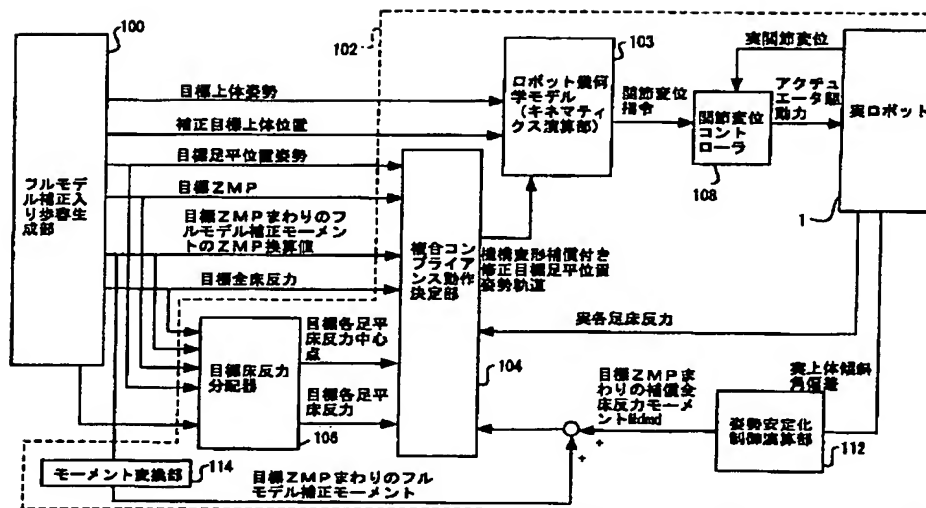 100
フルモデ
ル補正入
り歩容生
成部
102
目標上体姿勢
補正目標上体位置
目標足平位置姿勢
目標ZMP
目標ZMPまわりのフ
ルモデル補正モーメン
トのZMP換算値
目標全床反力
103
ロボット幾何
学モデル
(キネマティ
クス演算部)
関節変位
指令
実関節変位
関節変位
コント
ローラ
108
アクチュ
エータ駆
動力
実ロボット
1
複合コン
プライア
ンス動作
決定部
104
機構変形補償付き
修正目標足平位置
姿勢軌道
実各足床反力
目標床反力
分配器
106
目標各足平
床反力中心
点
目標各足平
床反力
目標ZMPま
わりの補償全
床反力モーメ
ントMdmd
+
+
実上体傾斜
角偏差
姿勢安定化
制御演算部
112
モーメント変換部
114
目標ZMPまわりのフル
モデル補正モーメント